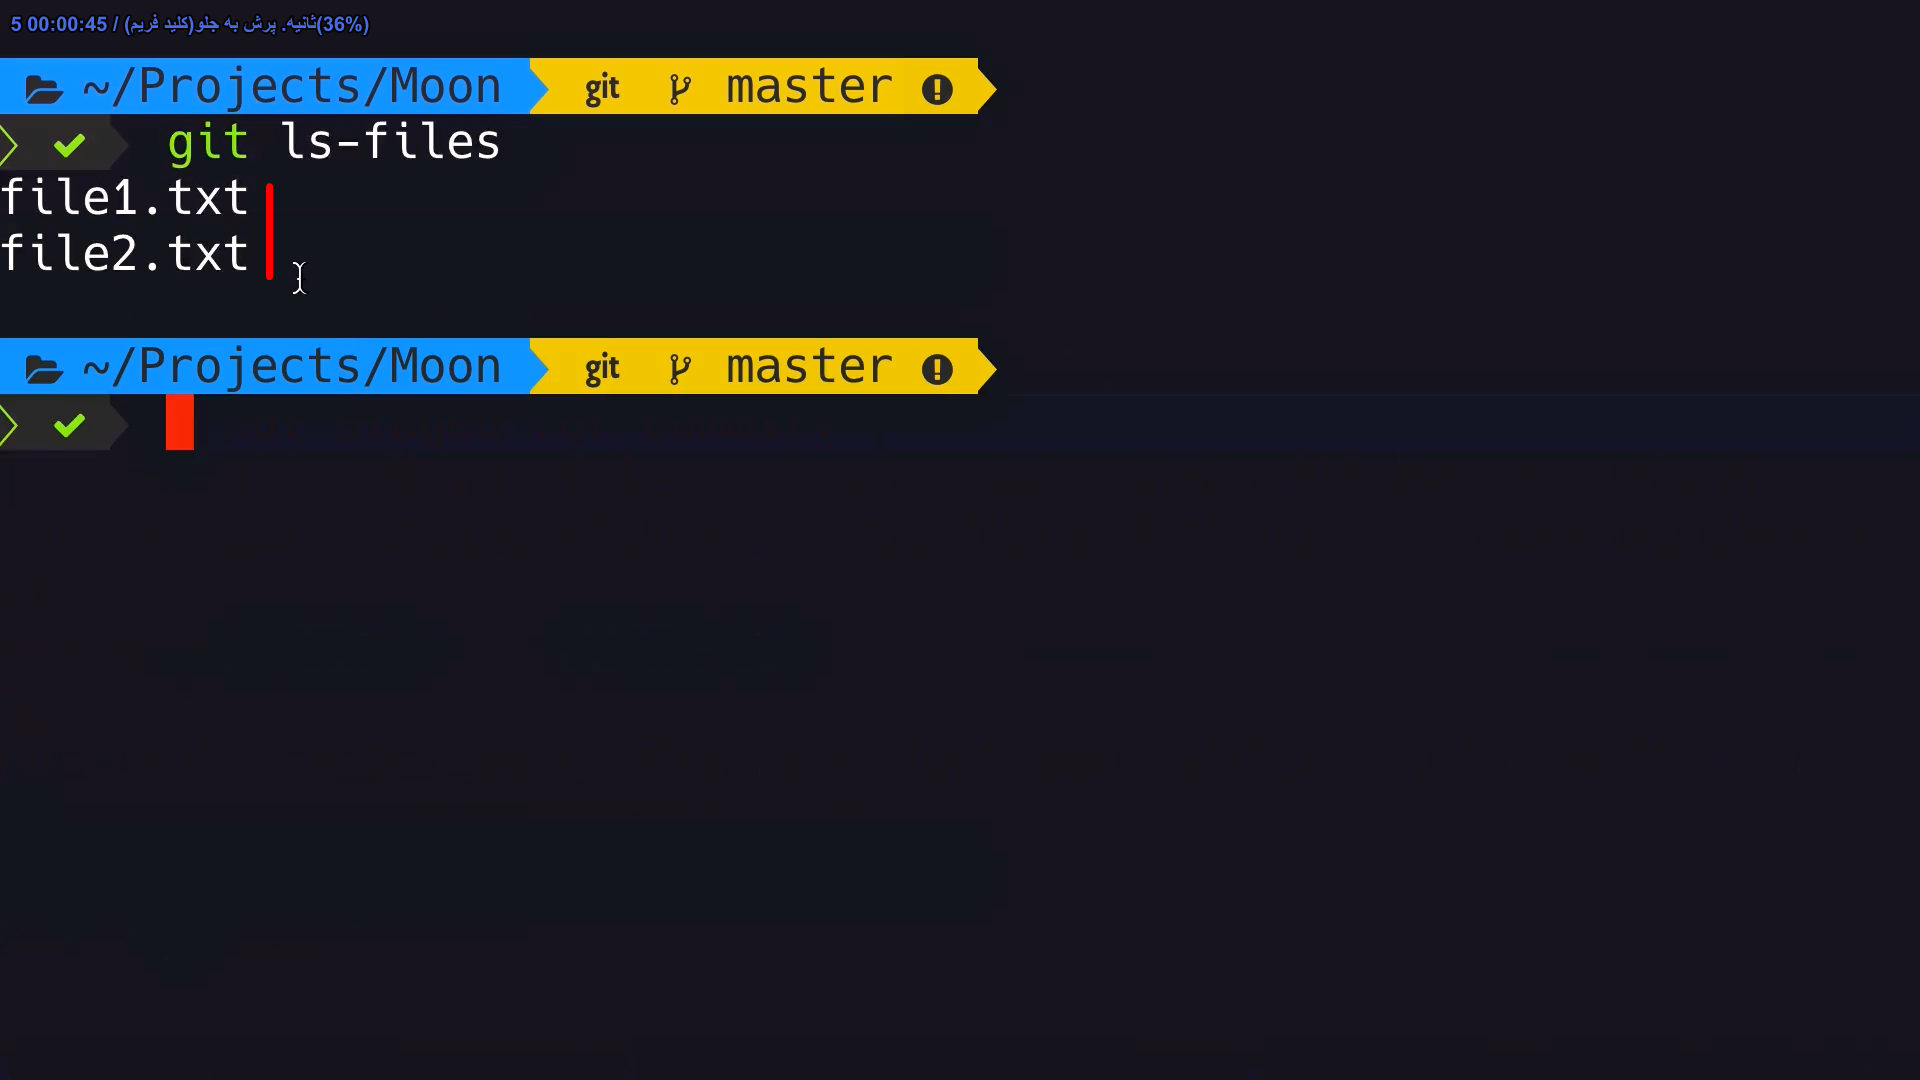 5 00:00:45 / (کلید فریم)ثانیه. پرش به جلو(36%)
~/Projects/Moon git master
git ls-files
file1.txt
file2.txt
~/Projects/Moon git master